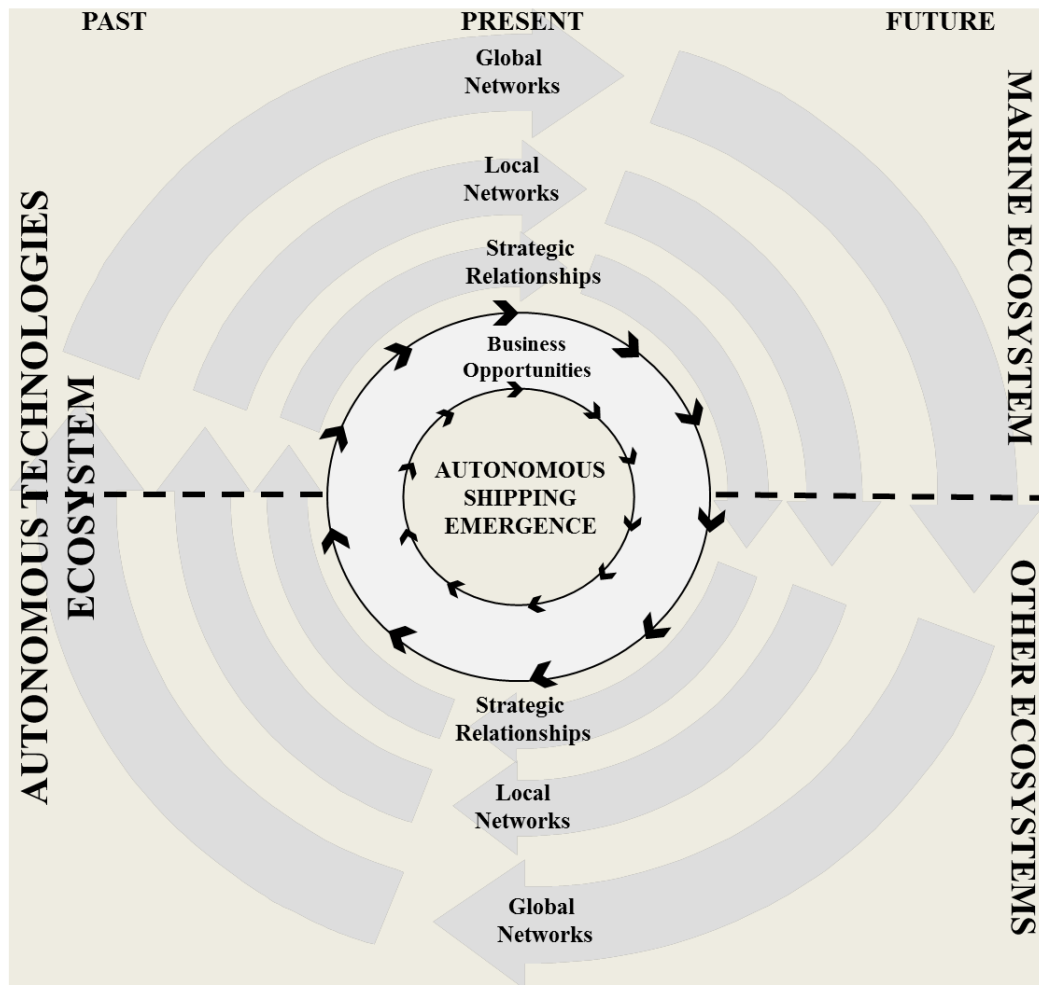 PAST
PRESENT
FUTURE
Global
Networks
Local
Networks
Strategic
Relationships
Business
Opportunities
AUTONOMOUS
SHIPPING
EMERGENCE
AUTONOMOUS TECHNOLOGIES
ECOSYSTEM
MARINE ECOSYSTEM
OTHER ECOSYSTEMS
Strategic
Relationships
Local
Networks
Global
Networks